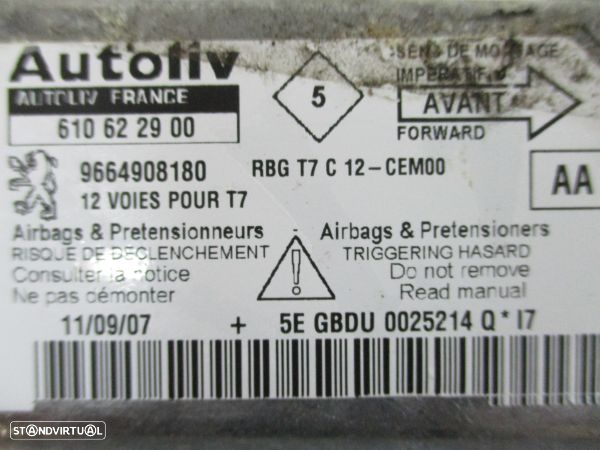 Autoliv
AUTOLIV FRANCE
610 62 29 00
5
SENS DE MONTAGE
IMPERATIF
AVANT
FORWARD
9664908180
RBG T7 C 12-CEM00
AA
12 VOIES POUR T7
Airbags & Pretensionneurs
RISQUE DE DECLENCHEMENT
Consulter la notice
Ne pas démonter
!
Airbags & Pretensioners
TRIGGERING HASARD
Do not remove
Read manual
11/09/07 + 5E GBDU 0025214 Q * 17
STANDVIRTUAL